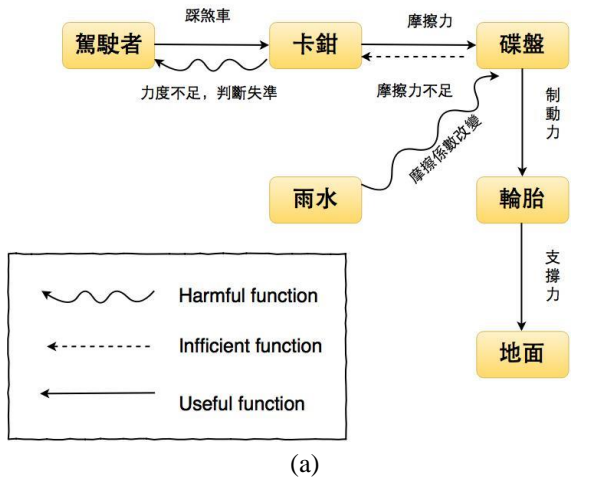 踩煞車
摩擦力
駕駛者
卡鉗
碟盤
力度不足，判斷失準
摩擦力不足
制動力
摩擦係數改變
雨水
輪胎
支撐力
地面
Harmful function
Infficient function
Useful function
(a)